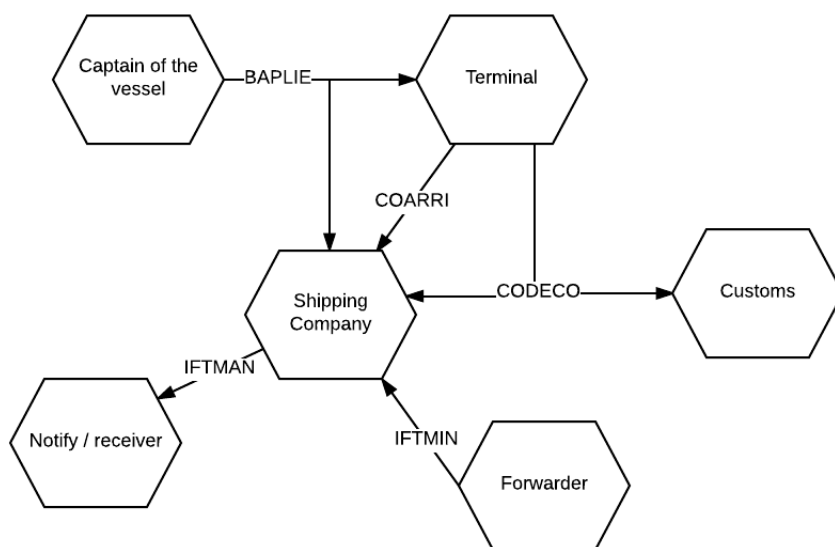 Captain of the
vessel
BAPLIE
Terminal
COARRI
Shipping
Company
CODECO
Customs
IFTMAN
Notify / receiver
IFTMIN
Forwarder